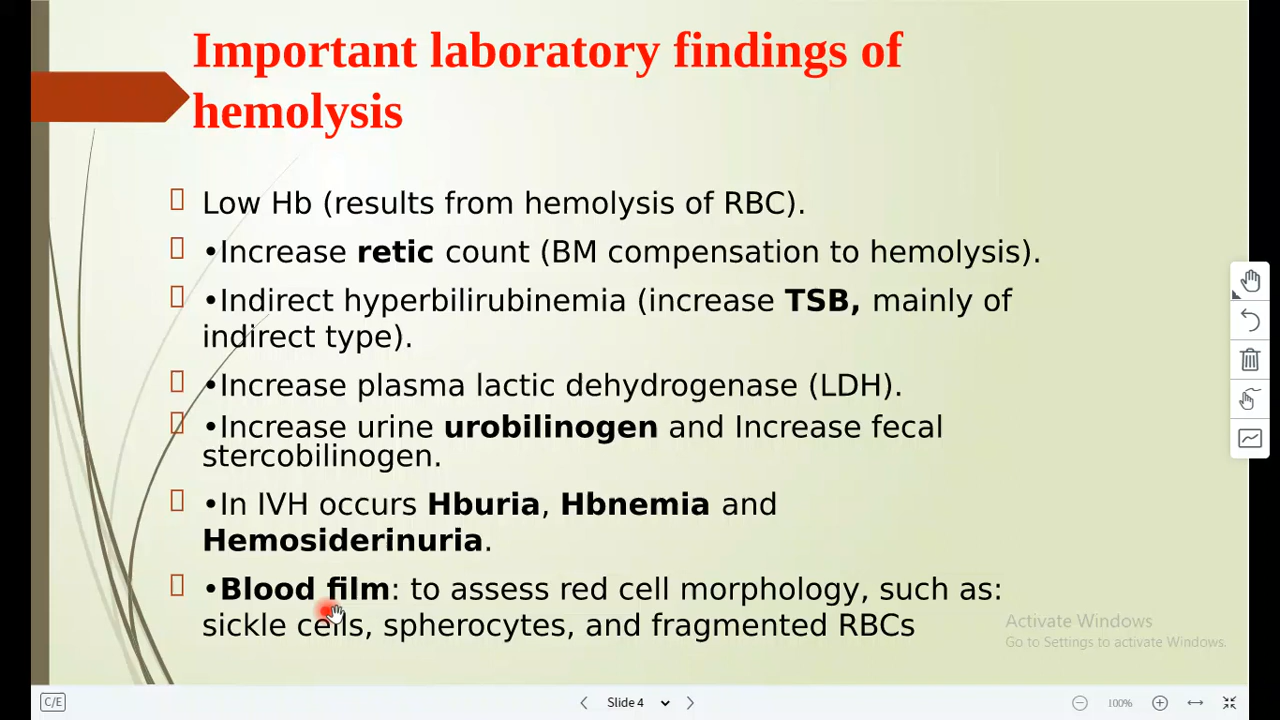 Important laboratory findings of
hemolysis
Low Hb (results from hemolysis of RBC).
•Increase retic count (BM compensation to hemolysis).
•Indirect hyperbilirubinemia (increase TSB, mainly of
indirect type).
•Increase plasma lactic dehydrogenase (LDH).
•Increase urine urobilinogen and Increase fecal
stercobilinogen.
•In IVH occurs Hburia, Hbnemia and
Hemosiderinuria.
•Blood film: to assess red cell morphology, such as:
sickle cells, spherocytes, and fragmented RBCs
Activate Windows
Go to Settings to activate Windows.
C/E
Slide 4
100%